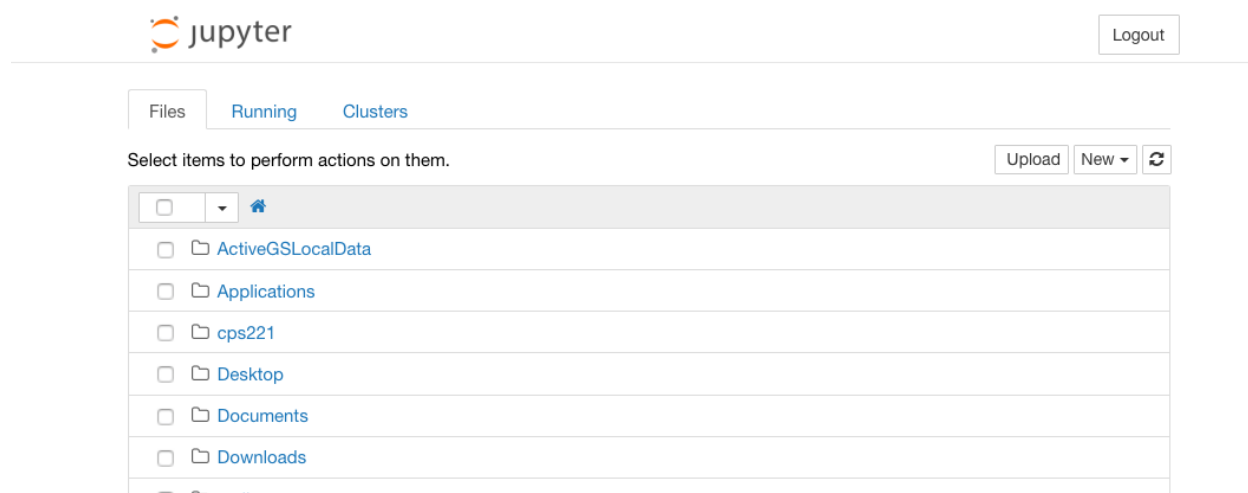 jupyter
Logout
Files Running Clusters
Select items to perform actions on them.
Upload New
ActiveGSLocalData
Applications
cps221
Desktop
Documents
Downloads